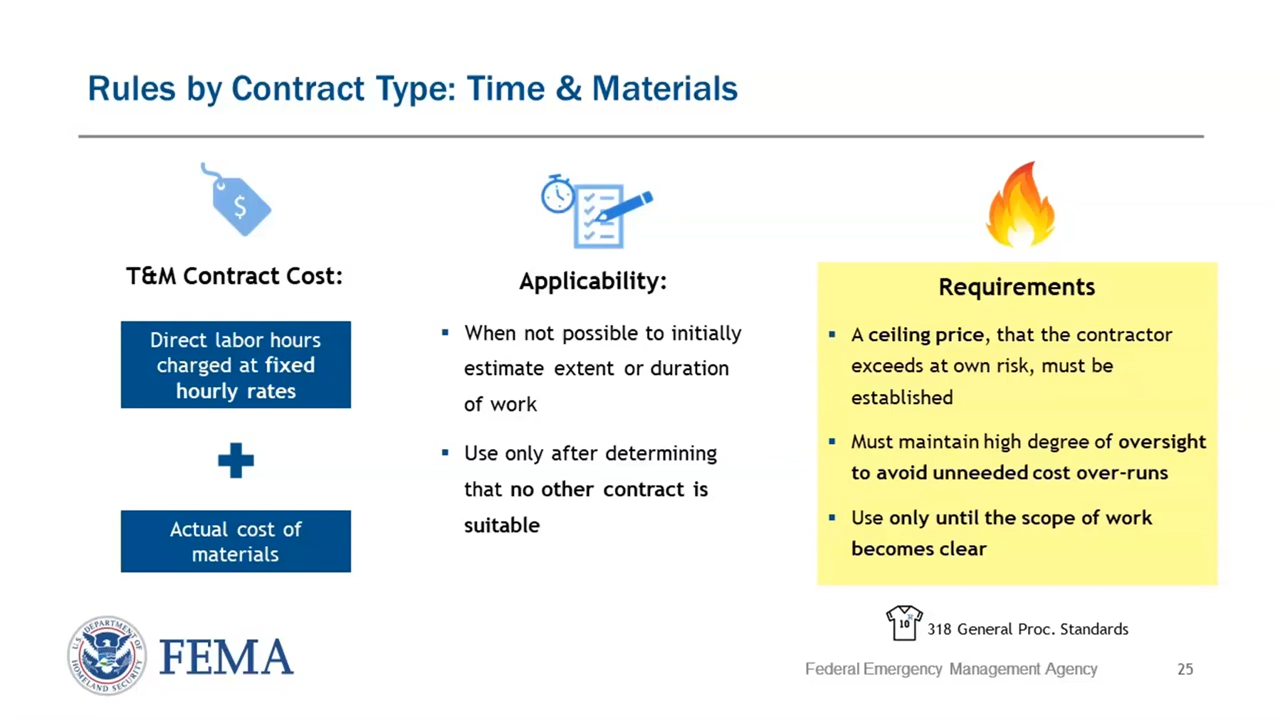 Rules by Contract Type: Time & Materials
$
T&M Contract Cost:
Direct labor hours
charged at fixed
hourly rates
Actual cost of
materials
Applicability:
▪ When not possible to initially
estimate extent or duration
of work
▪ Use only after determining
that no other contract is
suitable
Requirements
▪ A ceiling price, that the contractor
exceeds at own risk, must be
established
▪ Must maintain high degree of oversight
to avoid unneeded cost over-runs
▪ Use only until the scope of work
becomes clear
10
318 General Proc. Standards
U.S. DEPARTMENT OF
HOMELAND SECURITY
FEMA
Federal Emergency Management Agency
25